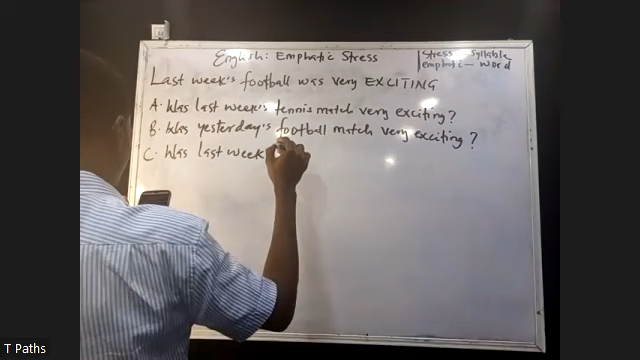 English: Emphatic Stress
Stress - Syllable
emphatic - word
Last week's football was very EXCITING
A. Was last week's tennis match very exciting?
B. Was yesterday's football match very exciting?
C. Was last week
T Paths